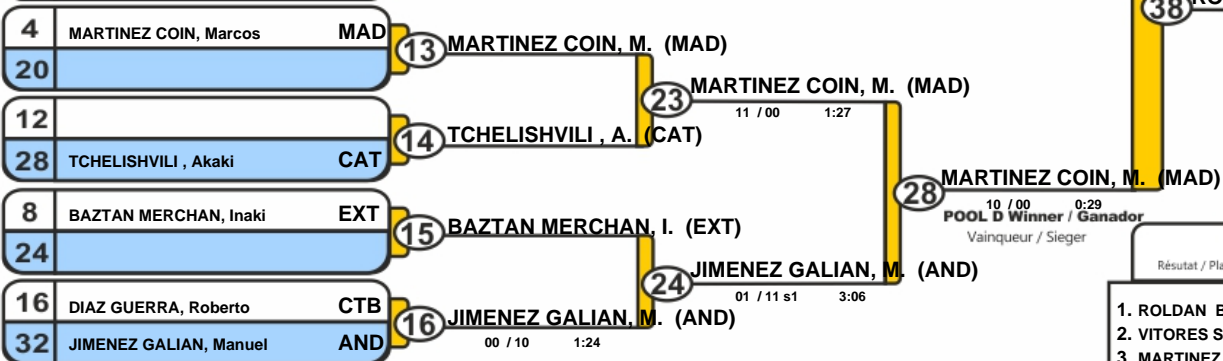 4 MARTINEZ COIN, Marcos MAD
20
13 MARTINEZ COIN, M. (MAD)
12
28 TCHELISHVILI , Akaki CAT
14 TCHELISHVILI , A. (CAT)
23 MARTINEZ COIN, M. (MAD)
11 / 00 1:27
8 BAZTAN MERCHAN, Inaki EXT
24
15 BAZTAN MERCHAN, I. (EXT)
16 DIAZ GUERRA, Roberto CTB
32 JIMENEZ GALIAN, Manuel AND
16 JIMENEZ GALIAN, M. (AND)
00 / 10 1:24
24 JIMENEZ GALIAN, M. (AND)
01 / 11 s1 3:06
28 MARTINEZ COIN, M. (MAD)
10 / 00 0:29
POOL D Winner / Ganador
Vainqueur / Sieger
38
Résutat / Pla
1. ROLDAN
2. VITORES S
3. MARTINEZ